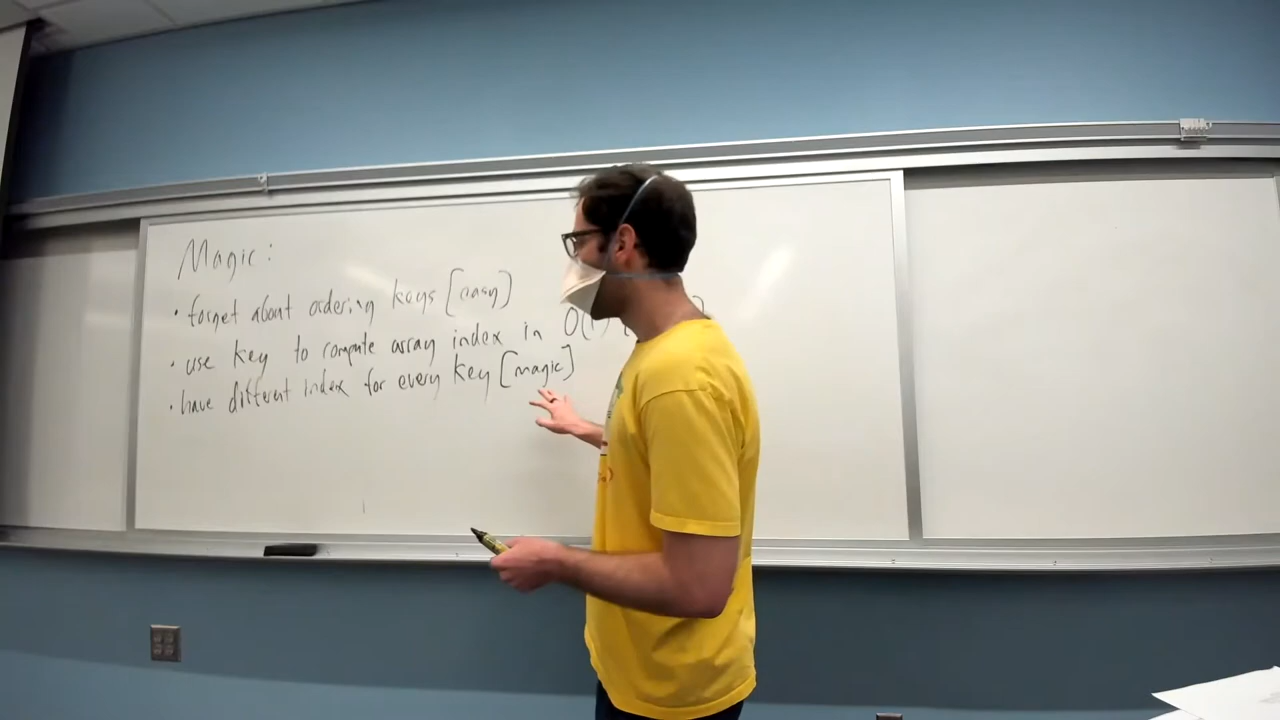 Magic:
• forget about ordering keys [easy]
• use key to compute array index in O(1)
• have different index for every key [magic]